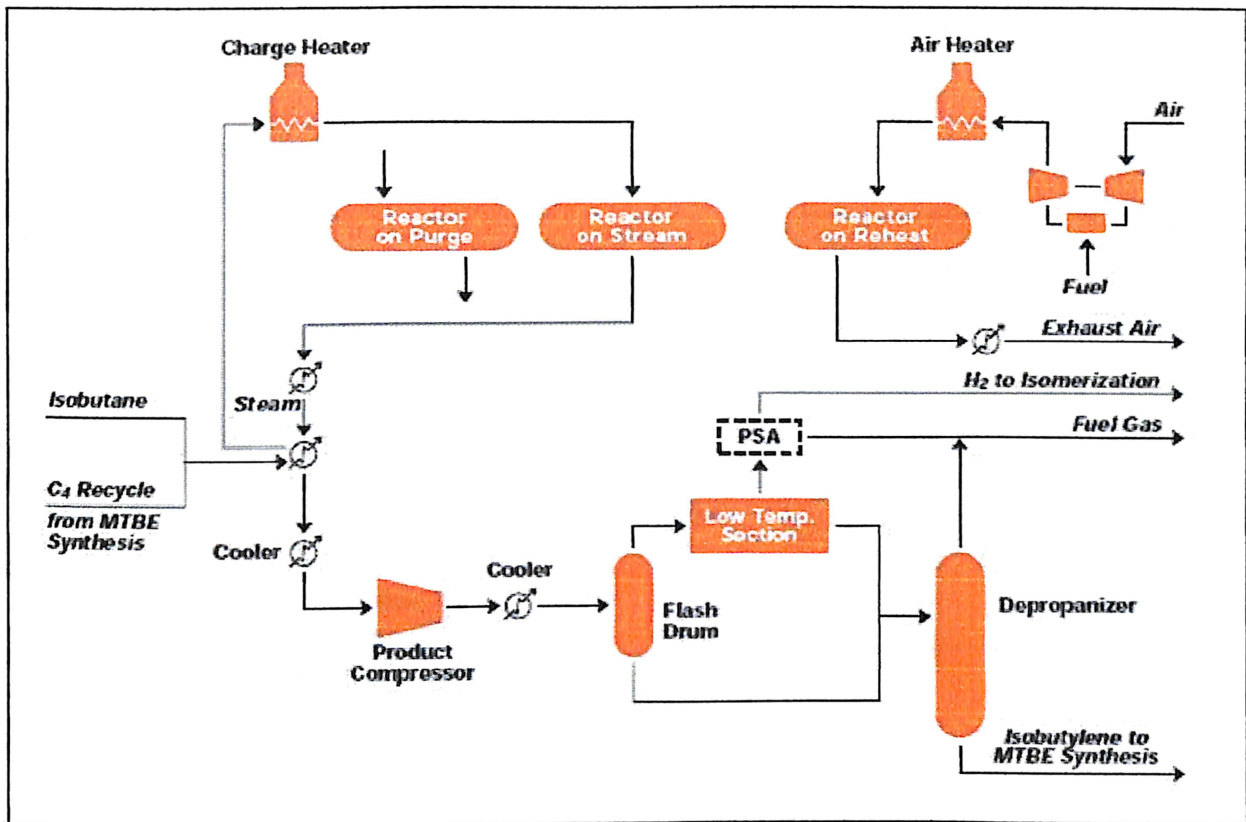 Charge Heater
Air Heater
Air
Reactor
on Purge
Reactor
on Stream
Reactor
on Reheat
Fuel
Exhaust Air
H₂ to Isomerization
Steam
Isobutane
PSA
Fuel Gas
C₄ Recycle
from MTBE
Synthesis
Low Temp.
Section
Cooler
Cooler
Flash
Drum
Depropanizer
Product
Compressor
Isobutylene to
MTBE Synthesis